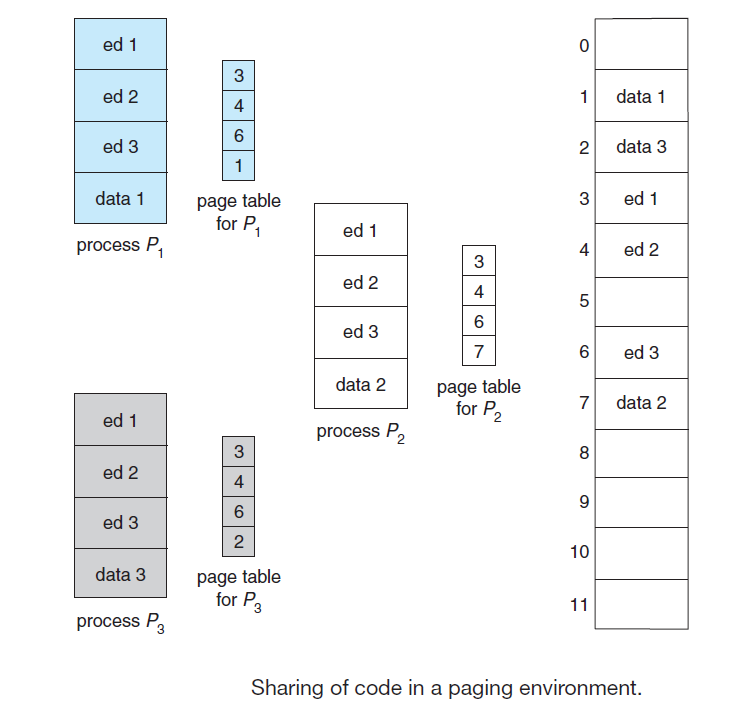 ed 1
ed 2
ed 3
data 1
process P1
3
4
6
1
page table
for P1
ed 1
ed 2
ed 3
data 2
process P2
3
4
6
7
page table
for P2
ed 1
ed 2
ed 3
data 3
process P3
3
4
6
2
page table
for P3
0
1 data 1
2 data 3
3 ed 1
4 ed 2
5
6 ed 3
7 data 2
8
9
10
11
Sharing of code in a paging environment.